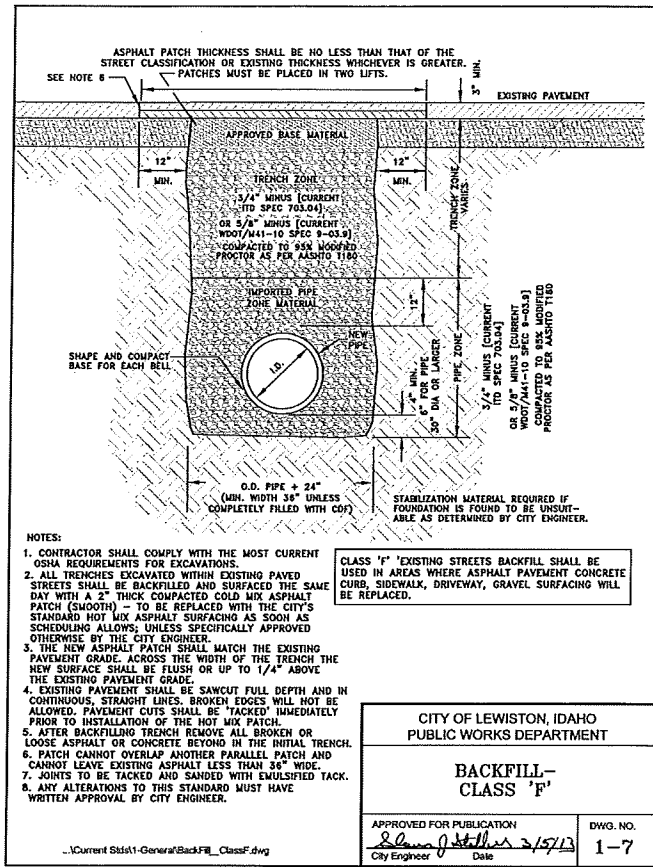 ASPHALT PATCH THICKNESS SHALL BE NO LESS THAN THAT OF THE
STREET CLASSIFICATION OR EXISTING THICKNESS WHICHEVER IS GREATER.
PATCHES MUST BE PLACED IN TWO LIFTS.
SEE NOTE 6
3" MIN.
EXISTING PAVEMENT
APPROVED BASE MATERIAL
12"
MIN.
12"
MIN.
TRENCH ZONE
3/4" MINUS [CURRENT
ITD SPEC 703.04]
OR 5/8" MINUS [CURRENT
WDOT/M41-10 SPEC 9-03.9]
COMPACTED TO 95% MODIFIED
PROCTOR AS PER AASHTO T180
TRENCH ZONE
VARIES
IMPORTED PIPE
ZONE MATERIAL
12"
NEW
PIPE
I.D.
SHAPE AND COMPACT
BASE FOR EACH BELL
4" MIN.
6" FOR PIPE
30" DIA OR LARGER
PIPE ZONE
3/4" MINUS [CURRENT
ITD SPEC 703.04]
OR 5/8" MINUS [CURRENT
WDOT/M41-10 SPEC 9-03.9]
COMPACTED TO 95% MODIFIED
PROCTOR AS PER AASHTO T180
O.D. PIPE + 24"
(MIN. WIDTH 36" UNLESS
COMPLETELY FILLED WITH CDF)
STABILIZATION MATERIAL REQUIRED IF
FOUNDATION IS FOUND TO BE UNSUIT-
ABLE AS DETERMINED BY CITY ENGINEER.
NOTES:
1. CONTRACTOR SHALL COMPLY WITH THE MOST CURRENT
OSHA REQUIREMENTS FOR EXCAVATIONS.
2. ALL TRENCHES EXCAVATED WITHIN EXISTING PAVED
STREETS SHALL BE BACKFILLED AND SURFACED THE SAME
DAY WITH A 2" THICK COMPACTED COLD MIX ASPHALT
PATCH (SMOOTH) – TO BE REPLACED WITH THE CITY'S
STANDARD HOT MIX ASPHALT SURFACING AS SOON AS
SCHEDULING ALLOWS; UNLESS SPECIFICALLY APPROVED
OTHERWISE BY THE CITY ENGINEER.
3. THE NEW ASPHALT PATCH SHALL MATCH THE EXISTING
PAVEMENT GRADE. ACROSS THE WIDTH OF THE TRENCH THE
NEW SURFACE SHALL BE FLUSH OR UP TO 1/4" ABOVE
THE EXISTING PAVEMENT GRADE.
4. EXISTING PAVEMENT SHALL BE SAWCUT FULL DEPTH AND IN
CONTINUOUS, STRAIGHT LINES. BROKEN EDGES WILL NOT BE
ALLOWED. PAVEMENT CUTS SHALL BE 'TACKED' IMMEDIATELY
PRIOR TO INSTALLATION OF THE HOT MIX PATCH.
5. AFTER BACKFILLING TRENCH REMOVE ALL BROKEN OR
LOOSE ASPHALT OR CONCRETE BEYOND IN THE INITIAL TRENCH.
6. PATCH CANNOT OVERLAP ANOTHER PARALLEL PATCH AND
CANNOT LEAVE EXISTING ASPHALT LESS THAN 36" WIDE.
7. JOINTS TO BE TACKED AND SANDED WITH EMULSIFIED TACK.
8. ANY ALTERATIONS TO THIS STANDARD MUST HAVE
WRITTEN APPROVAL BY CITY ENGINEER.
CLASS 'F' 'EXISTING STREETS BACKFILL SHALL BE
USED IN AREAS WHERE ASPHALT PAVEMENT CONCRETE
CURB, SIDEWALK, DRIVEWAY, GRAVEL SURFACING WILL
BE REPLACED.
CITY OF LEWISTON, IDAHO
PUBLIC WORKS DEPARTMENT
BACKFILL–
CLASS 'F'
APPROVED FOR PUBLICATION
3/5/13
City Engineer Date
DWG. NO.
1-7
..\Current Stds\1-General\BackFill_ClassF.dwg